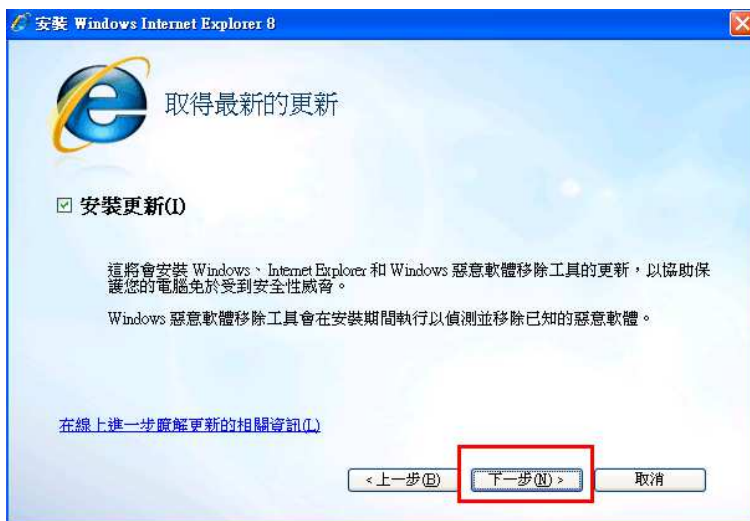 安裝 Windows Internet Explorer 8
取得最新的更新
安裝更新(I)
這將會安裝 Windows、Internet Explorer 和 Windows 惡意軟體移除工具的更新，以協助保
護您的電腦免於受到安全性威脅。
Windows 惡意軟體移除工具會在安裝期間執行以偵測並移除已知的惡意軟體。
在線上進一步瞭解更新的相關資訊(L)
<上一步(B) 下一步(N)> 取消